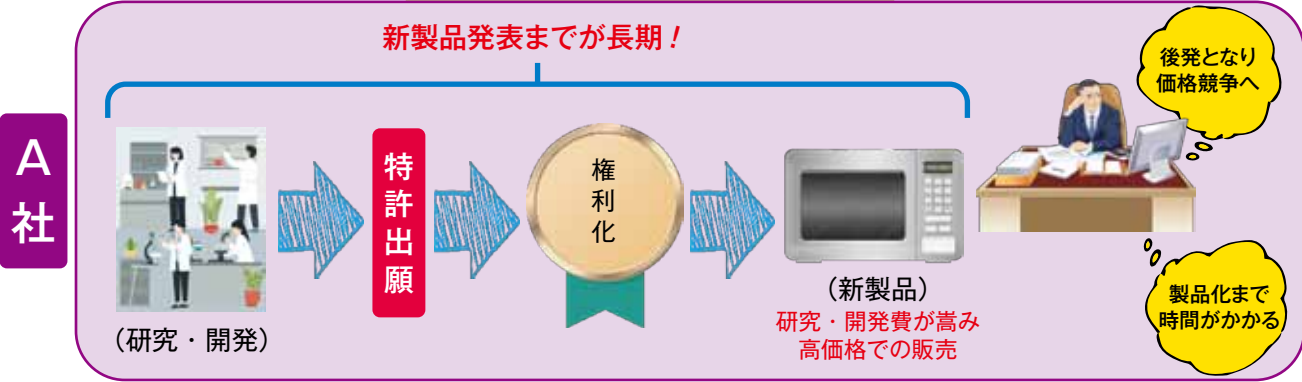 A社
新製品発表までが長期！
後発となり
価格競争へ
特許出願
権利化
（研究・開発）
（新製品）
研究・開発費が嵩み
高価格での販売
製品化まで
時間がかかる